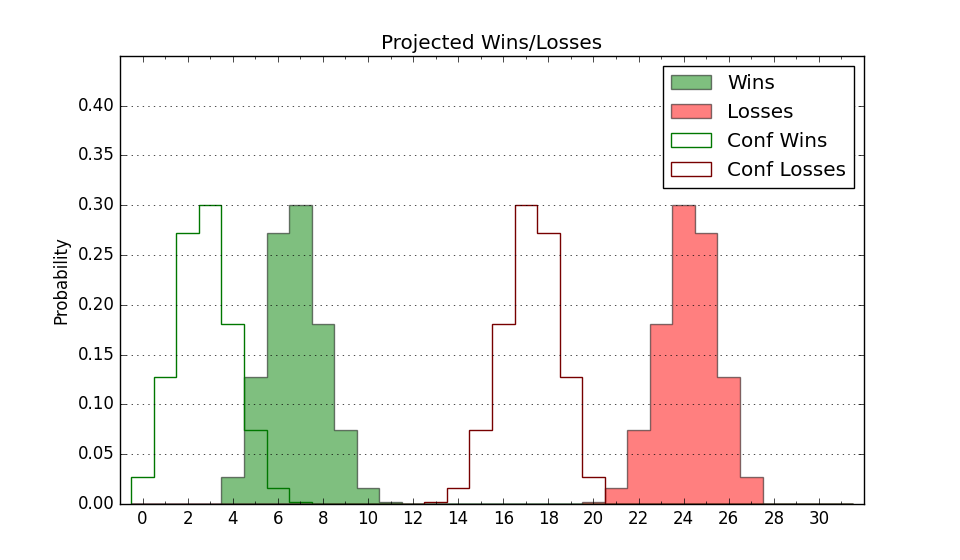 Projected Wins/Losses
Wins
Losses
Conf Wins
Conf Losses
Probability
0.40
0.35
0.30
0.25
0.20
0.15
0.10
0.05
0.00
0 2 4 6 8 10 12 14 16 18 20 22 24 26 28 30